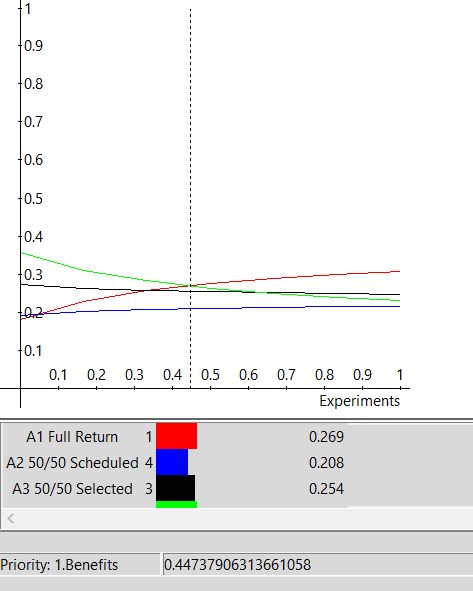 1
0.9
0.8
0.7
0.6
0.5
0.4
0.3
0.2
0.1
0.1 0.2 0.3 0.4 0.5 0.6 0.7 0.8 0.9 1
Experiments
A1 Full Return 1 0.269
A2 50/50 Scheduled 4 0.208
A3 50/50 Selected 3 0.254
Priority: 1.Benefits 0.44737906313661058